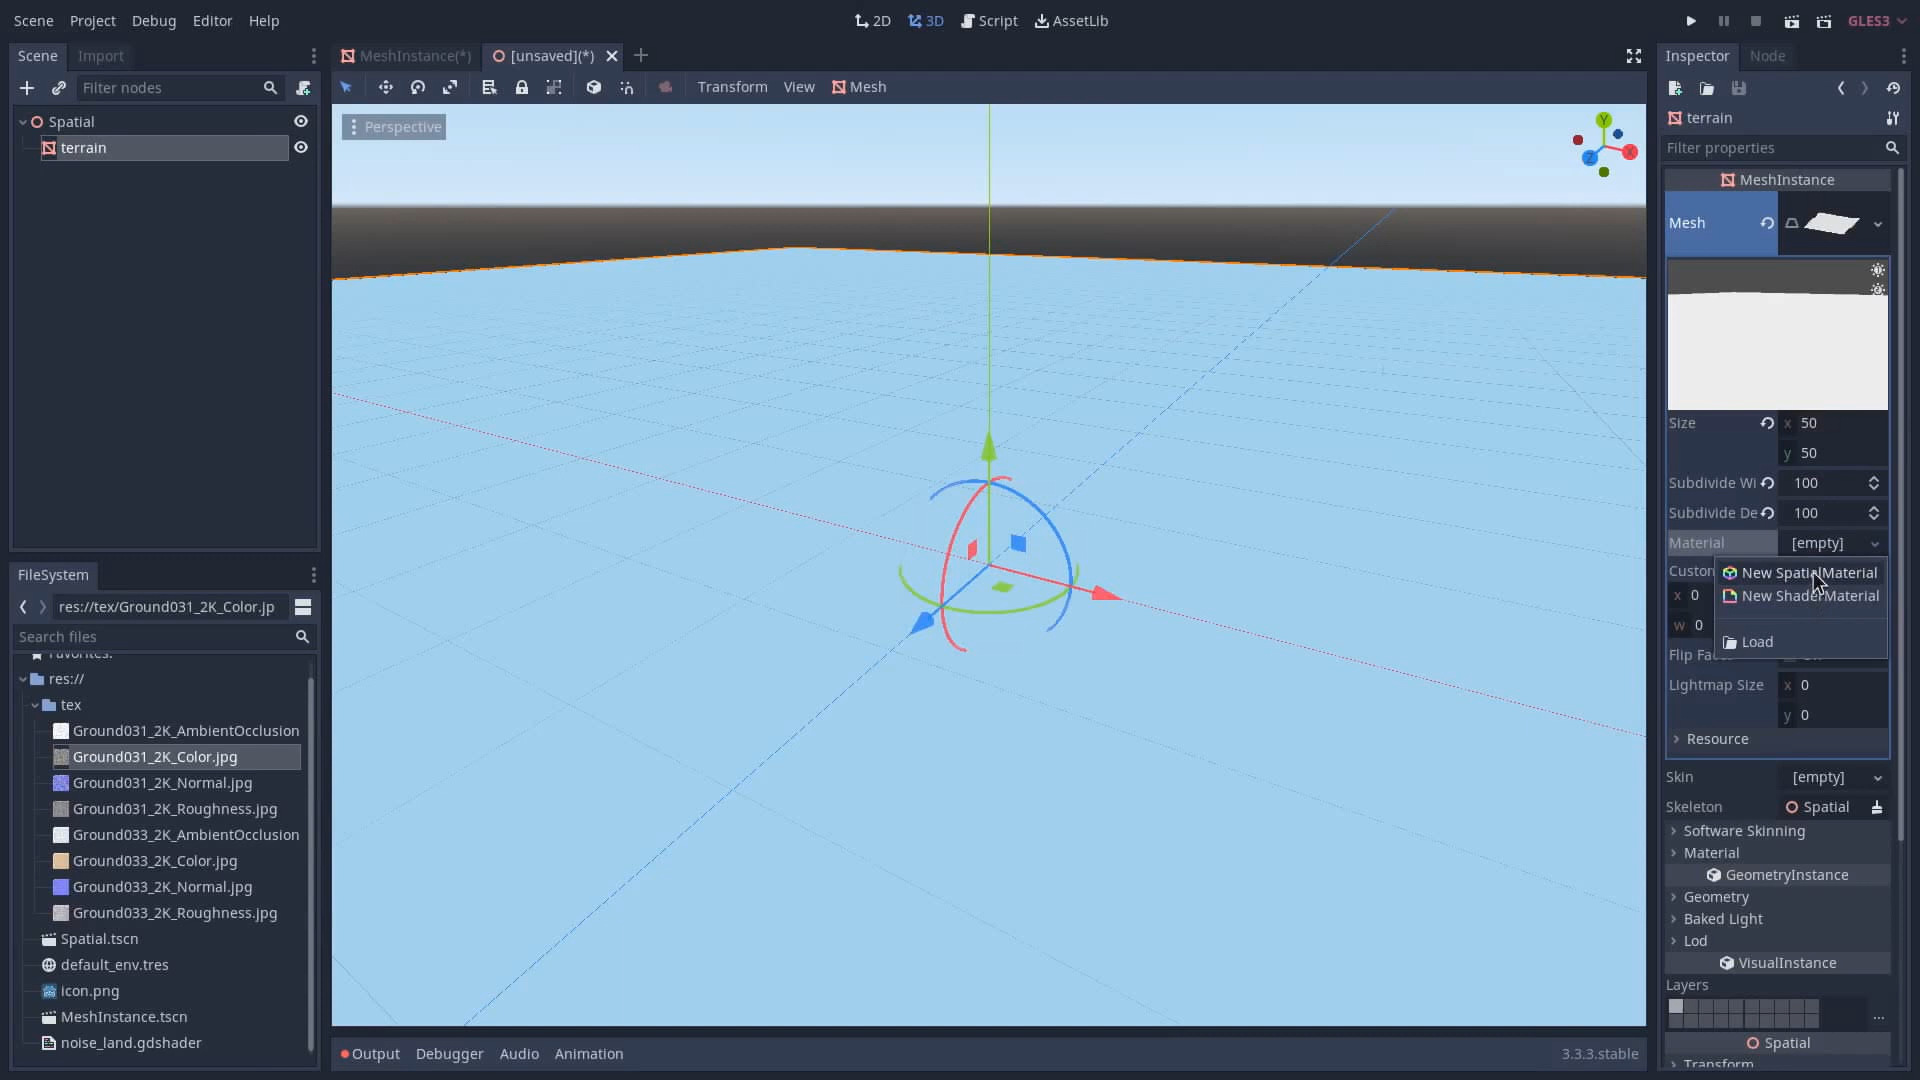 Scene Project Debug Editor Help
2D 3D Script AssetLib
GLES3
Scene Import
Filter nodes
Spatial
terrain
FileSystem
res://tex/Ground031_2K_Color.jp
Search files
res://
tex
Ground031_2K_AmbientOcclusion
Ground031_2K_Color.jpg
Ground031_2K_Normal.jpg
Ground031_2K_Roughness.jpg
Ground033_2K_AmbientOcclusion
Ground033_2K_Color.jpg
Ground033_2K_Normal.jpg
Ground033_2K_Roughness.jpg
Spatial.tscn
default_env.tres
icon.png
MeshInstance.tscn
noise_land.gdshader
MeshInstance(*) [unsaved](*)
Transform View Mesh
Perspective
Y
X
Z
Output Debugger Audio Animation 3.3.3.stable
Inspector Node
terrain
Filter properties
MeshInstance
Mesh
Size x 50
y 50
Subdivide Wi 100
Subdivide De 100
Material [empty]
Custon
New SpatialMaterial
x 0
New ShaderMaterial
w 0
Load
Flip Fac
Lightmap Size x 0
y 0
Resource
Skin [empty]
Skeleton Spatial
Software Skinning
Material
GeometryInstance
Geometry
Baked Light
Lod
VisualInstance
Layers
...
Spatial
Transform